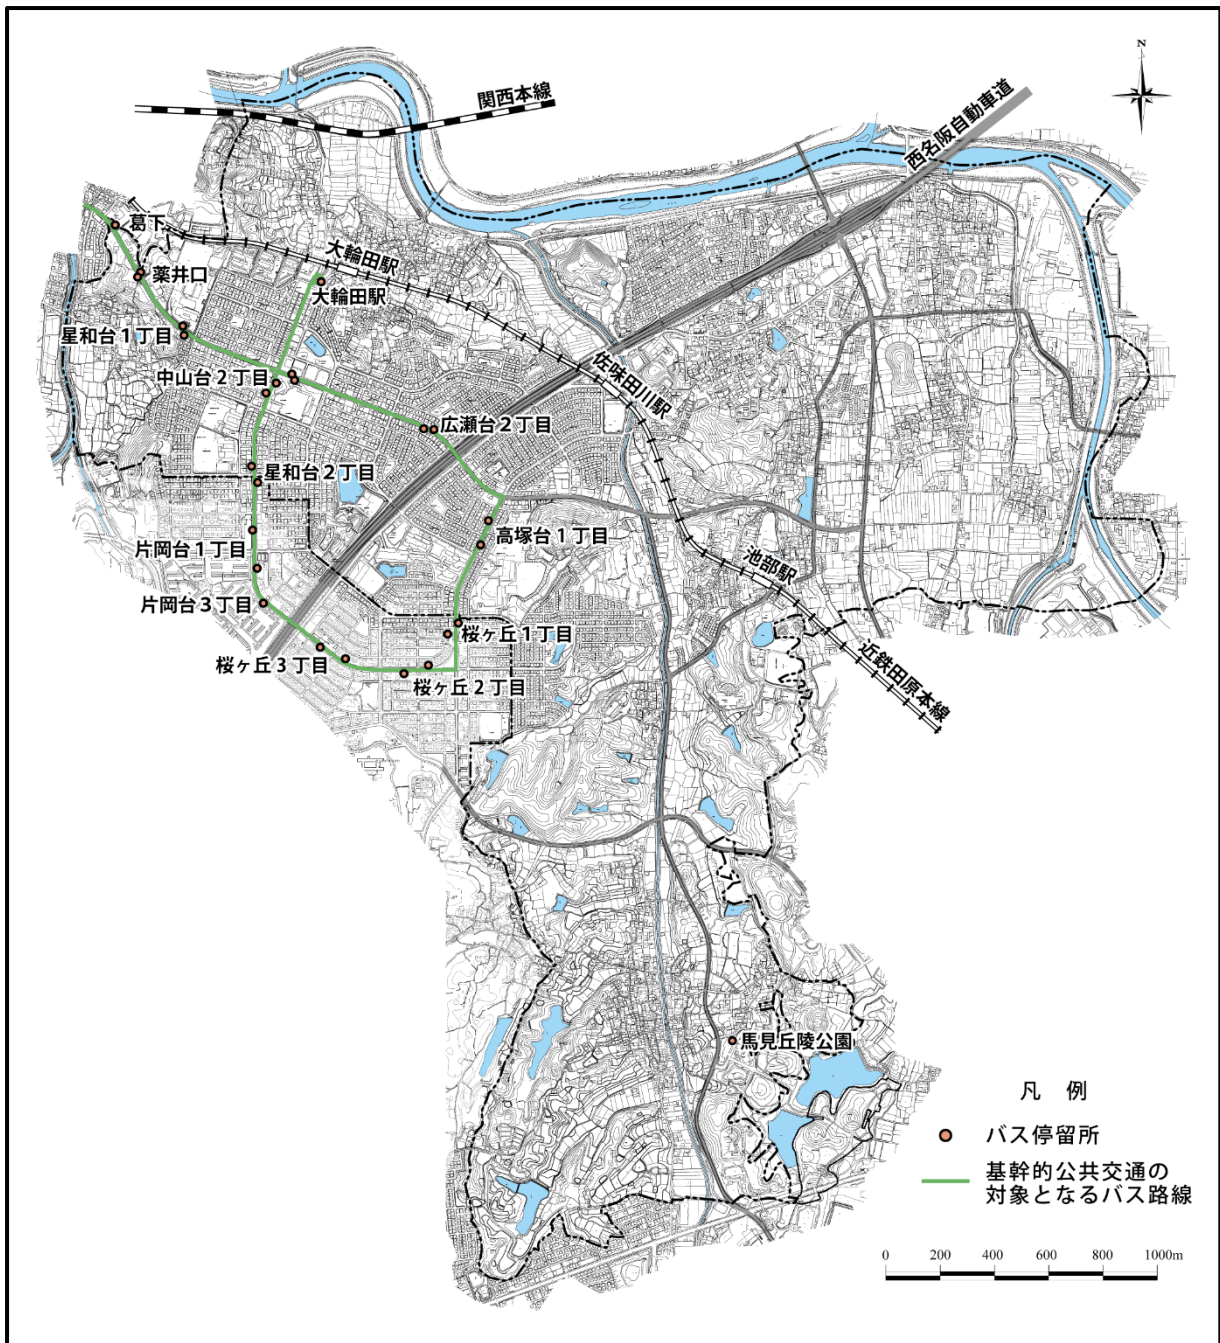 N
関西本線
西名阪自動車道
葛下
大輪田駅
薬井口
大輪田駅
星和台１丁目
佐味田川駅
中山台２丁目
広瀬台２丁目
星和台２丁目
高塚台１丁目
片岡台１丁目
池部駅
片岡台３丁目
桜ヶ丘１丁目
桜ヶ丘３丁目
近鉄田原本線
桜ヶ丘２丁目
馬見丘陵公園
凡 例
バス停留所
基幹的公共交通の
対象となるバス路線
0 200 400 600 800 1000m